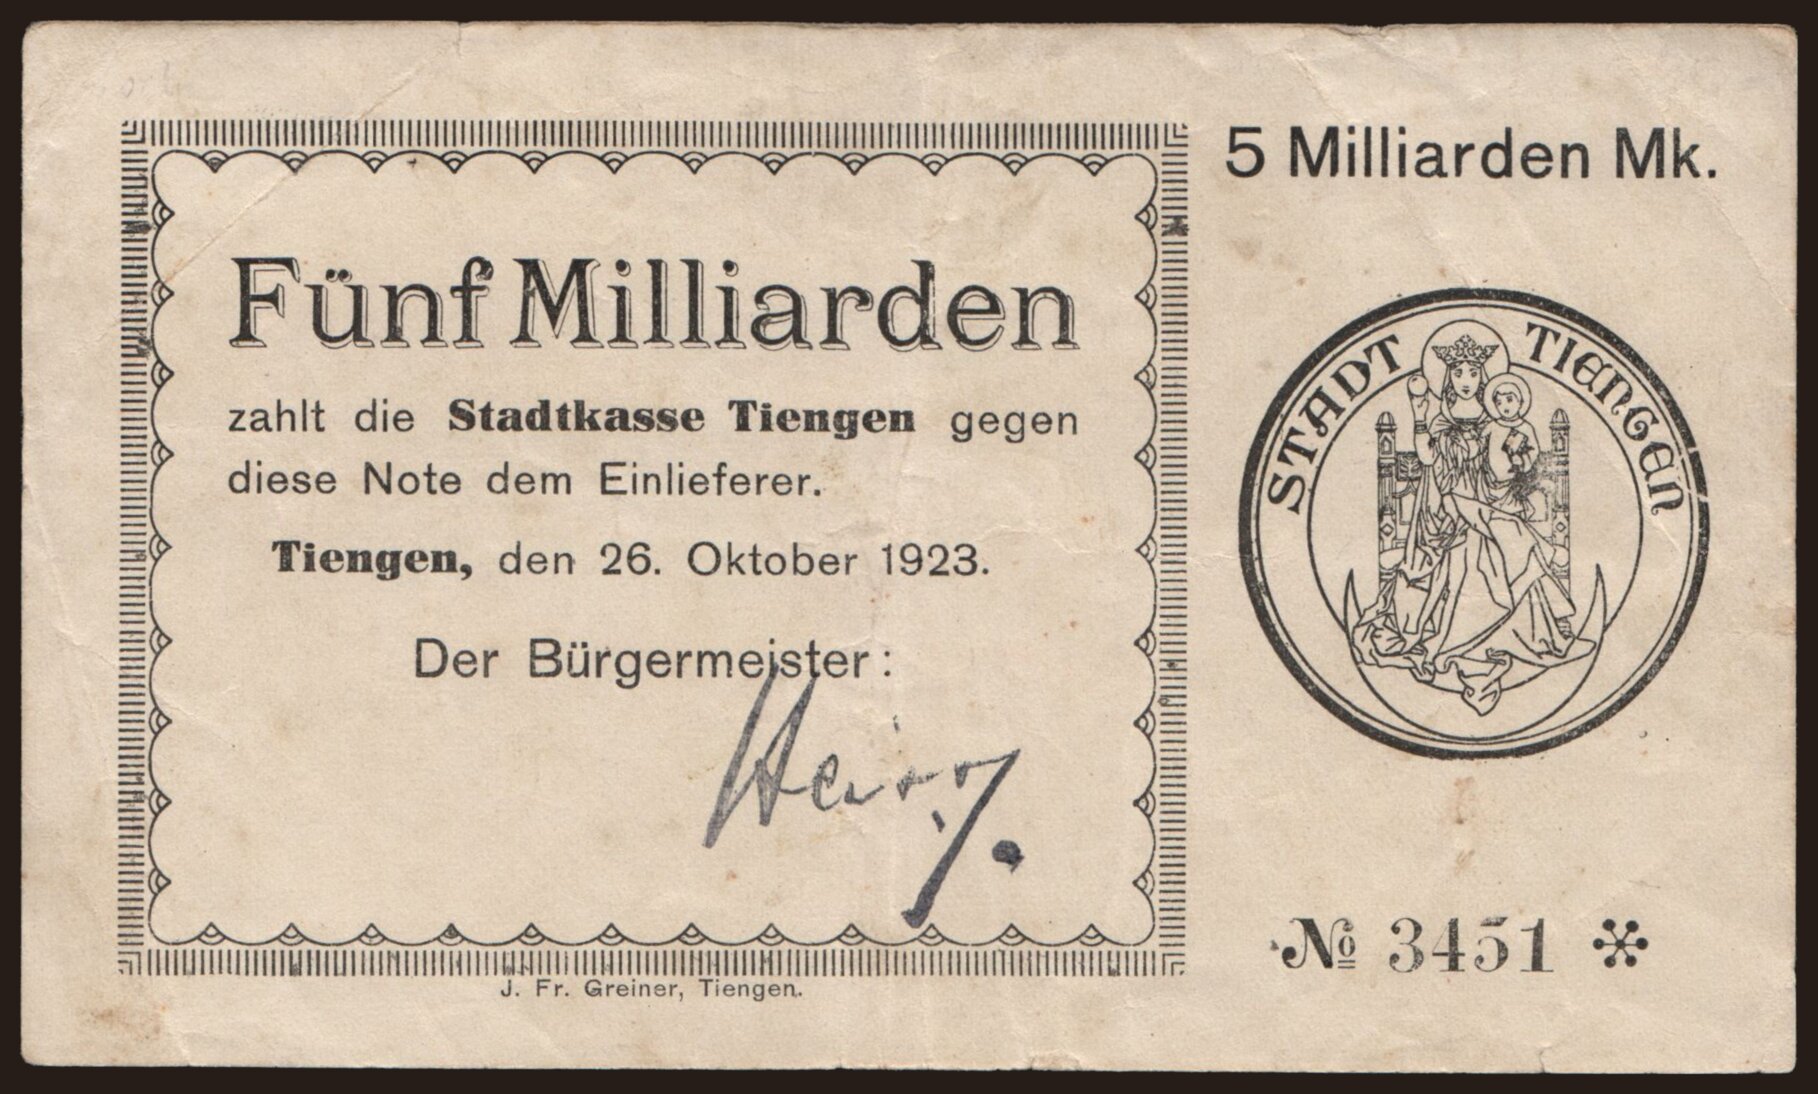 Fünf Milliarden
zahlt die Stadtkasse Tiengen gegen
diese Note dem Einlieferer.
Tiengen, den 26. Oktober 1923.
Der Bürgermeister:
J. Fr. Greiner, Tiengen.
5 Milliarden Mk.
STADT TIENGEN
№ 3451